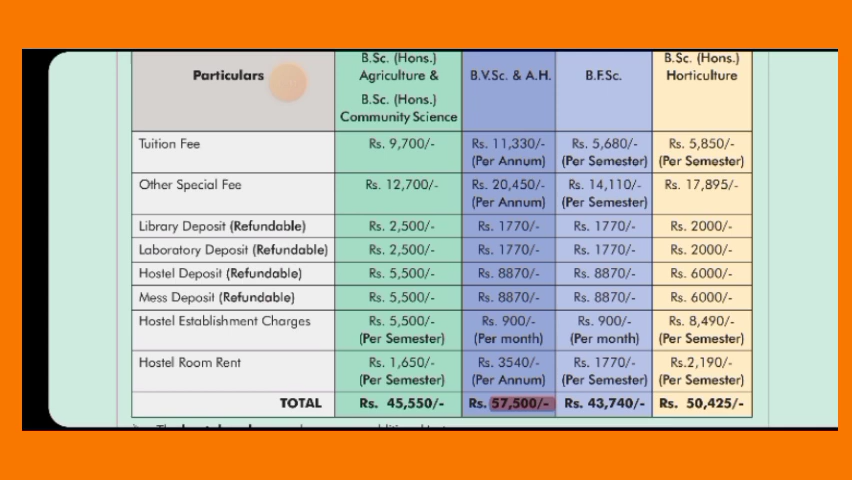 Particulars
B.Sc. (Hons.)
Agriculture &
B.Sc. (Hons.)
Community Science
B.V.Sc. & A.H.
B.F.Sc.
B.Sc. (Hons.)
Horticulture
Tuition Fee
Rs. 9,700/-
Rs. 11,330/-
(Per Annum)
Rs. 5,680/-
(Per Semester)
Rs. 5,850/-
(Per Semester)
Other Special Fee
Rs. 12,700/-
Rs. 20,450/-
(Per Annum)
Rs. 14,110/-
(Per Semester)
Rs. 17,895/-
Library Deposit (Refundable)
Rs. 2,500/-
Rs. 1770/-
Rs. 1770/-
Rs. 2000/-
Laboratory Deposit (Refundable)
Rs. 2,500/-
Rs. 1770/-
Rs. 1770/-
Rs. 2000/-
Hostel Deposit (Refundable)
Rs. 5,500/-
Rs. 8870/-
Rs. 8870/-
Rs. 6000/-
Mess Deposit (Refundable)
Rs. 5,500/-
Rs. 8870/-
Rs. 8870/-
Rs. 6000/-
Hostel Establishment Charges
Rs. 5,500/-
(Per Semester)
Rs. 900/-
(Per month)
Rs. 900/-
(Per month)
Rs. 8,490/-
(Per Semester)
Hostel Room Rent
Rs. 1,650/-
(Per Semester)
Rs. 3540/-
(Per Annum)
Rs. 1770/-
(Per Semester)
Rs.2,190/-
(Per Semester)
TOTAL
Rs. 45,550/-
Rs. 57,500/-
Rs. 43,740/-
Rs. 50,425/-